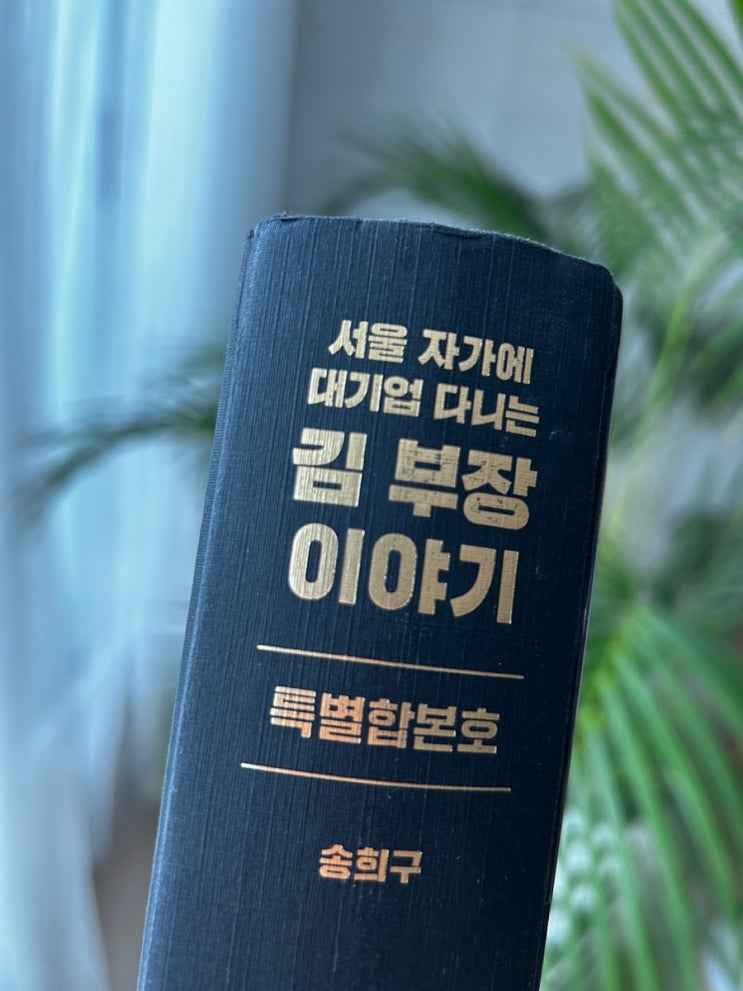 서울 자가에
대기업 다니는
김 부장
이야기
특별합본호
송희구